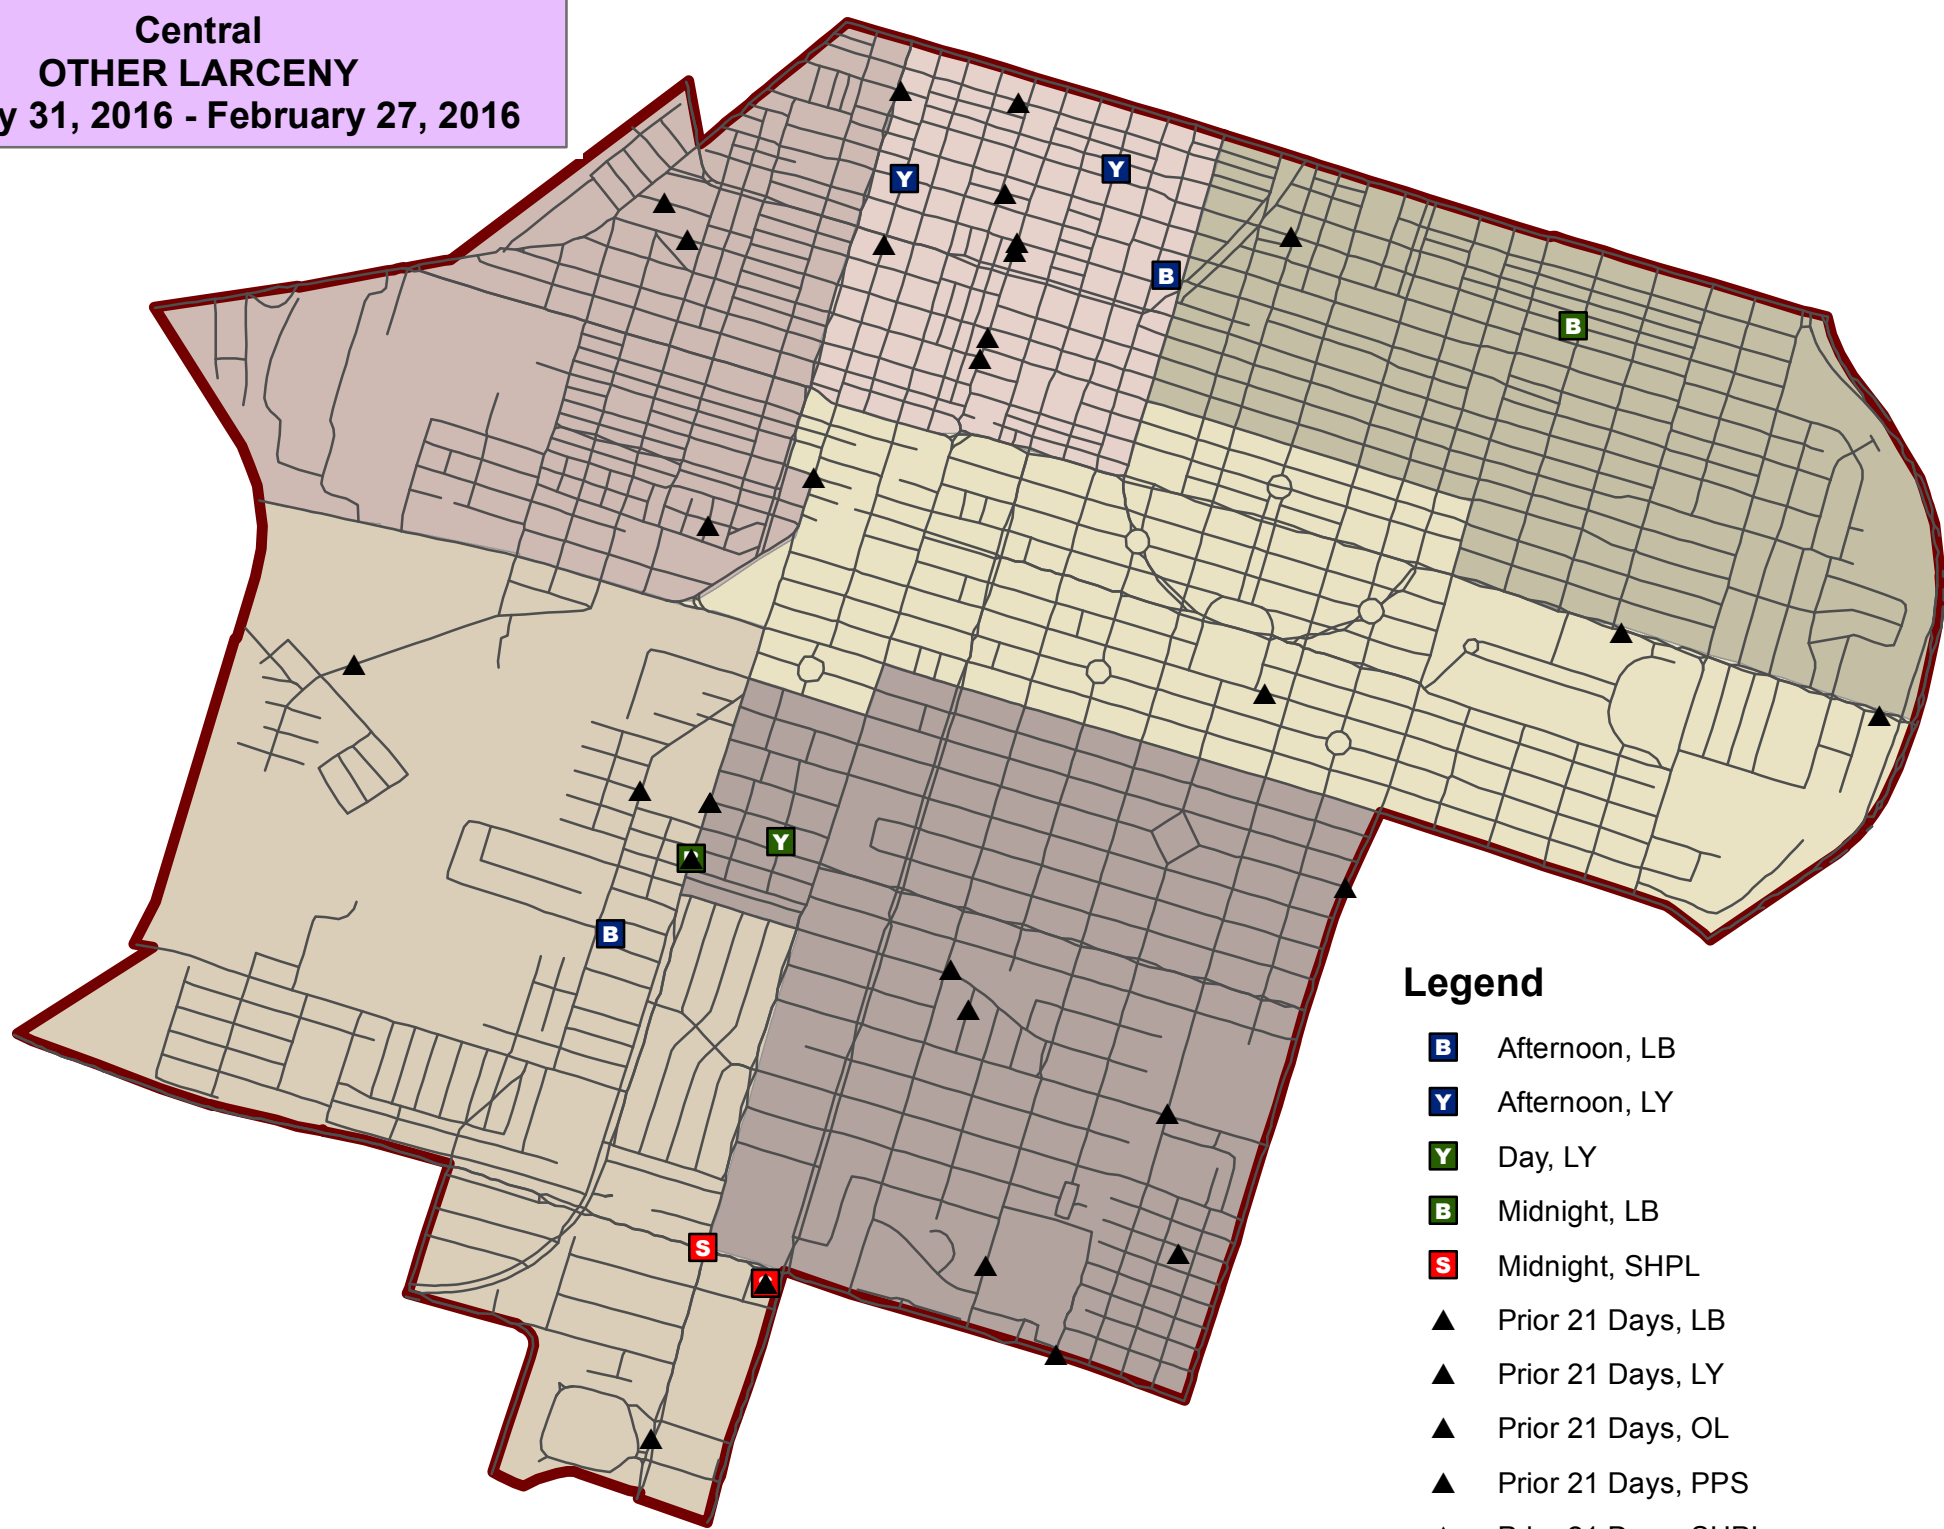 Central
OTHER LARCENY
y 31, 2016 - February 27, 2016
Y
Y
B
B
Y
B
S
Legend
B Afternoon, LB
Y Afternoon, LY
Y Day, LY
B Midnight, LB
S Midnight, SHPL
Prior 21 Days, LB
Prior 21 Days, LY
Prior 21 Days, OL
Prior 21 Days, PPS